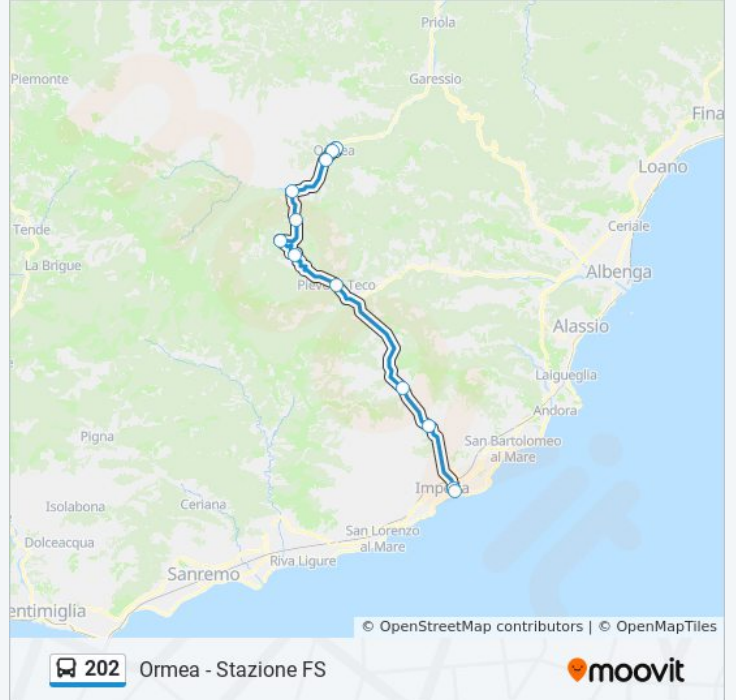 Priola
Piemonte
Garessio
Fina
Ormea
Loano
Tende
Ceriale
La Brigue
Albenga
Pieve di Teco
Alassio
Laigueglia
Andora
Pigna
San Bartolomeo
al Mare
Imperia
Isolabona
Ceriana
Dolceacqua
San Lorenzo
al Mare
Riva Ligure
Sanremo
entimiglia
© OpenStreetMap contributors | © OpenMapTiles
202 Ormea - Stazione FS
moovit